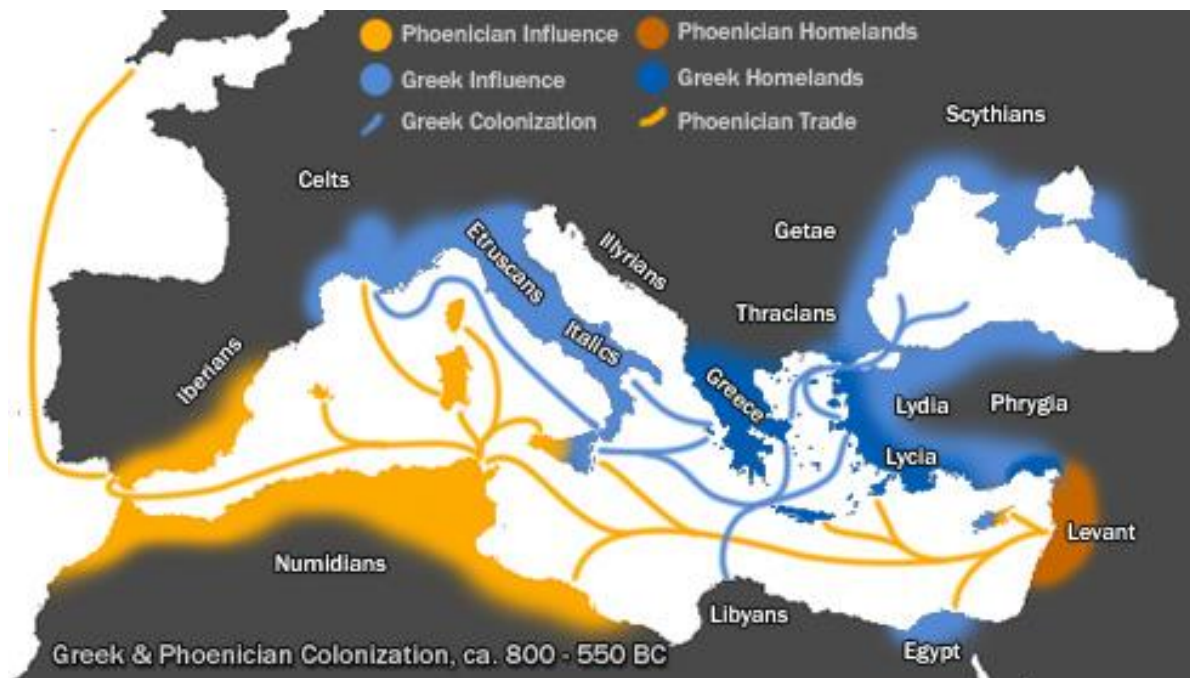 Phoenician Influence
Phoenician Homelands
Greek Influence
Greek Homelands
Greek Colonization
Phoenician Trade
Scythians
Celts
Getae
Etruscans
Illyrians
Thracians
Italics
Iberians
Greece
Lydia
Phrygia
Lycia
Levant
Numidians
Libyans
Egypt
Greek & Phoenician Colonization, ca. 800 - 550 BC